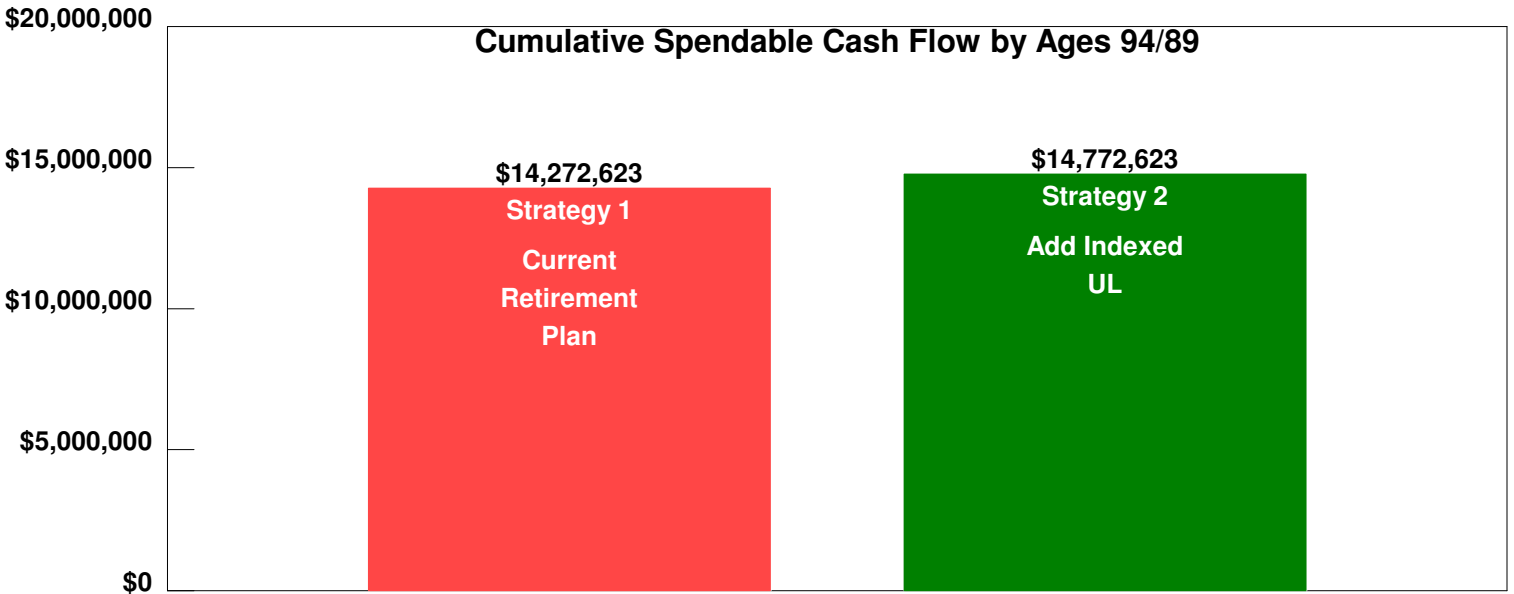 Cumulative Spendable Cash Flow by Ages 94/89
$20,000,000
$15,000,000
$10,000,000
$5,000,000
$0
$14,272,623
Strategy 1
Current
Retirement
Plan
$14,772,623
Strategy 2
Add Indexed
UL